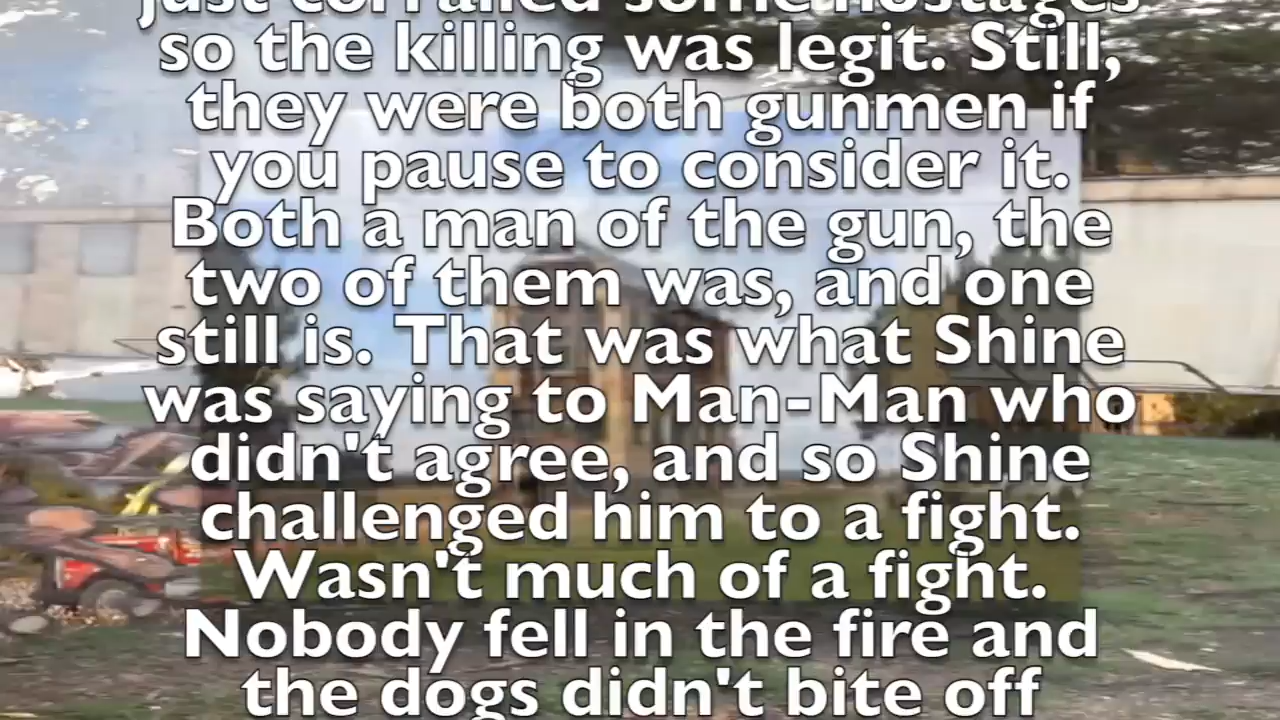 just corralled some hostages
so the killing was legit. Still,
they were both gunmen if
you pause to consider it.
Both a man of the gun, the
two of them was, and one
still is. That was what Shine
was saying to Man-Man who
didn't agree, and so Shine
challenged him to a fight.
Wasn't much of a fight.
Nobody fell in the fire and
the dogs didn't bite off